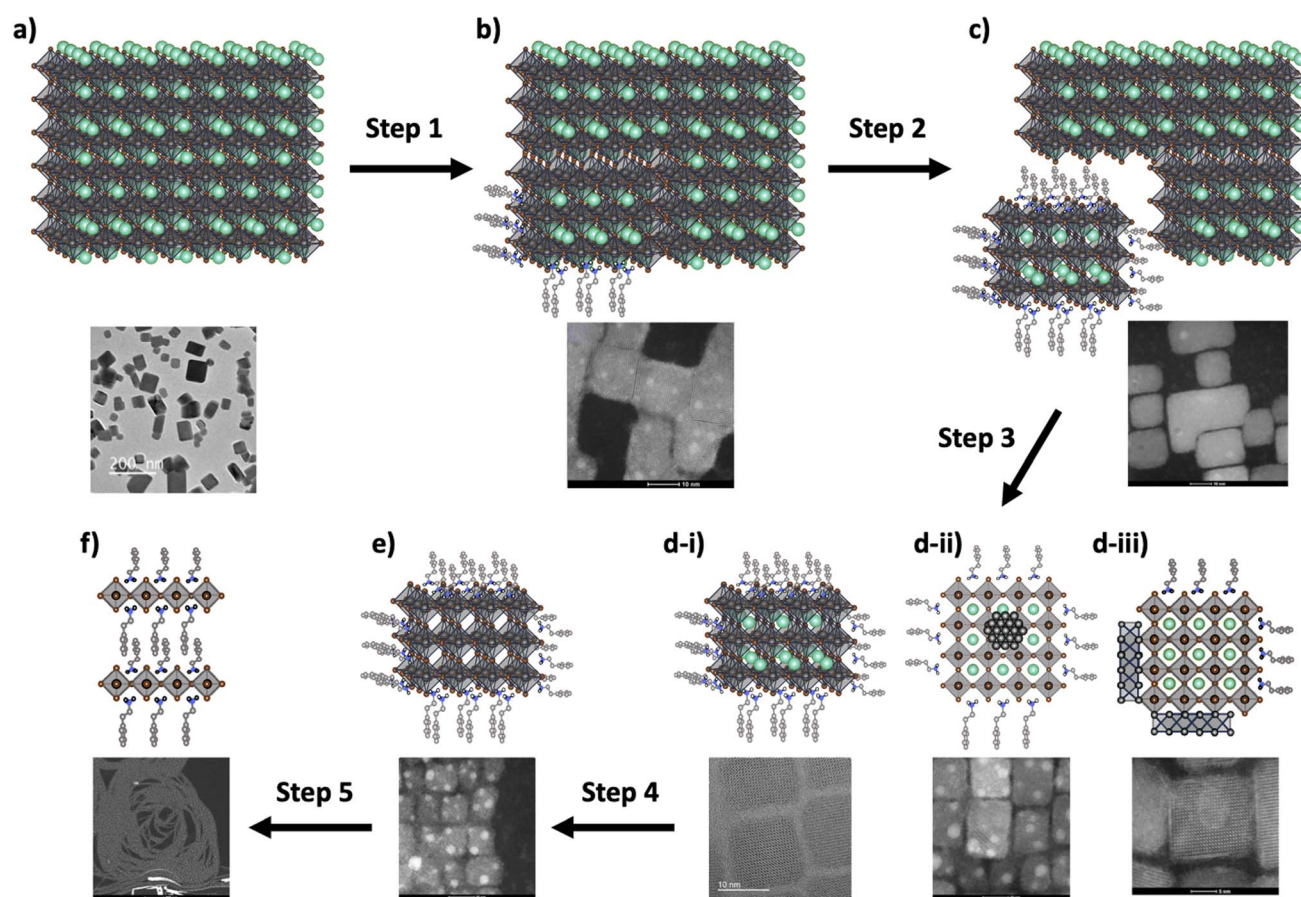 a)
b)
c)
Step 1
Step 2
200 nm
10 nm
Step 3
f)
e)
d-i)
d-ii)
d-iii)
Step 5
Step 4
10 nm
5 nm